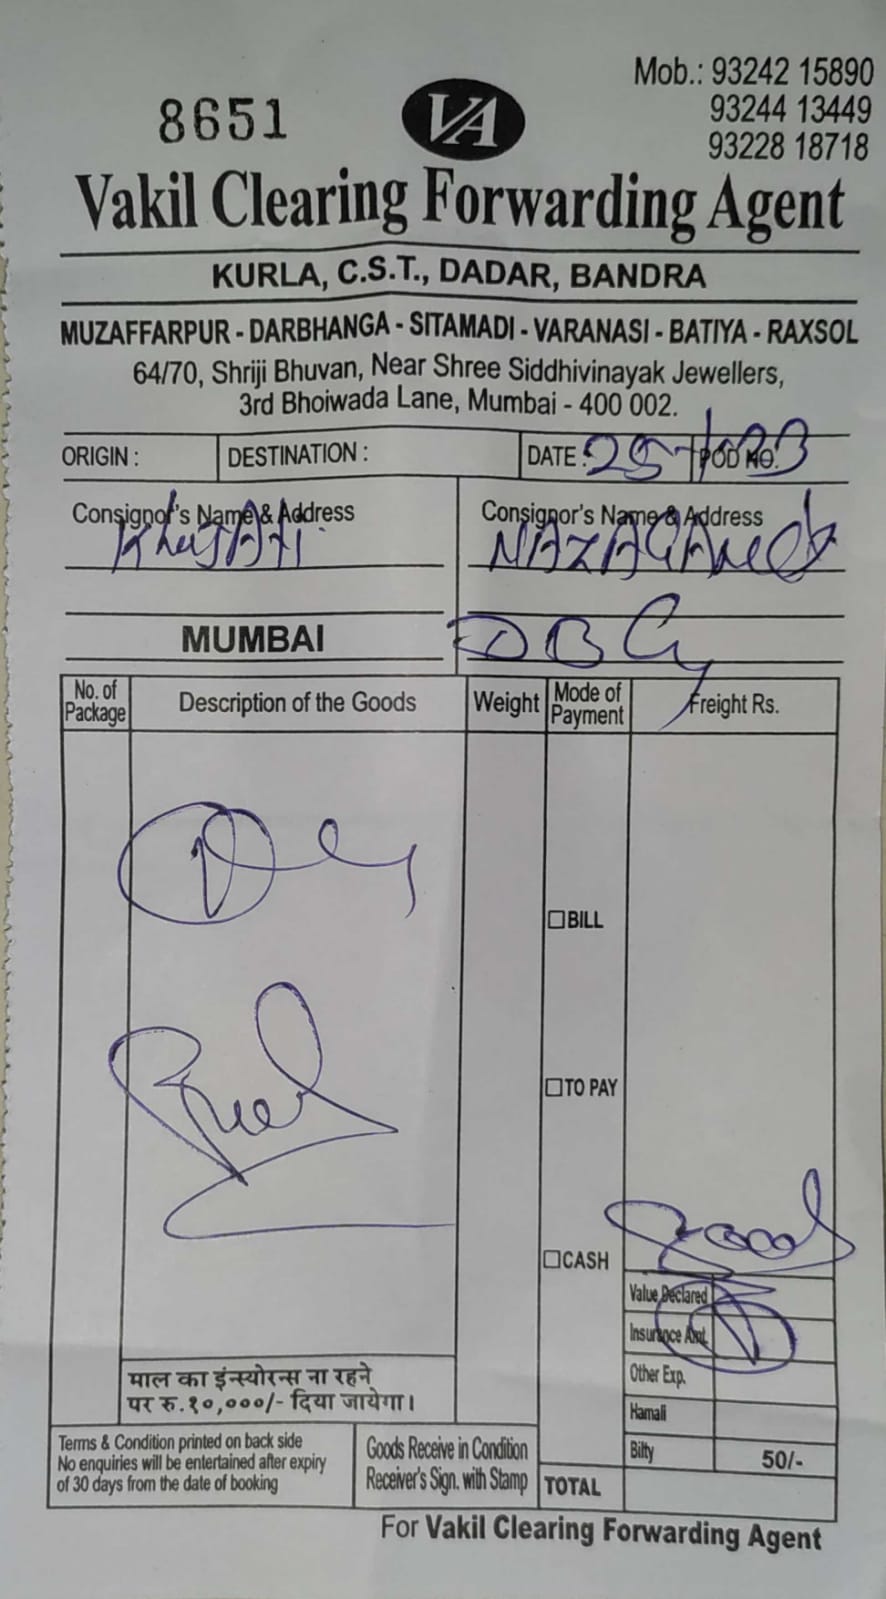 Mob.: 93242 15890
93244 13449
93228 18718
8651
VA
Vakil Clearing Forwarding Agent
KURLA, C.S.T., DADAR, BANDRA
MUZAFFARPUR - DARBHANGA - SITAMADI - VARANASI - BATIYA - RAXSOL
64/70, Shriji Bhuvan, Near Shree Siddhivinayak Jewellers,
3rd Bhoiwada Lane, Mumbai - 400 002.
ORIGIN : DESTINATION : DATE : POD NO.
Consignor's Name & Address Consignor's Name & Address
MUMBAI DBG
No. of Package Description of the Goods Weight Mode of Payment Freight Rs.
BILL
TO PAY
CASH
Value Declared
Insurance Amt.
Other Exp.
Hamali
Bilty 50/-
TOTAL
माल का इंन्स्योरन्स ना रहने
पर रु.१०,०००/- दिया जायेगा।
Terms & Condition printed on back side
No enquiries will be entertained after expiry
of 30 days from the date of booking
Goods Receive in Condition
Receiver's Sign. with Stamp
For Vakil Clearing Forwarding Agent